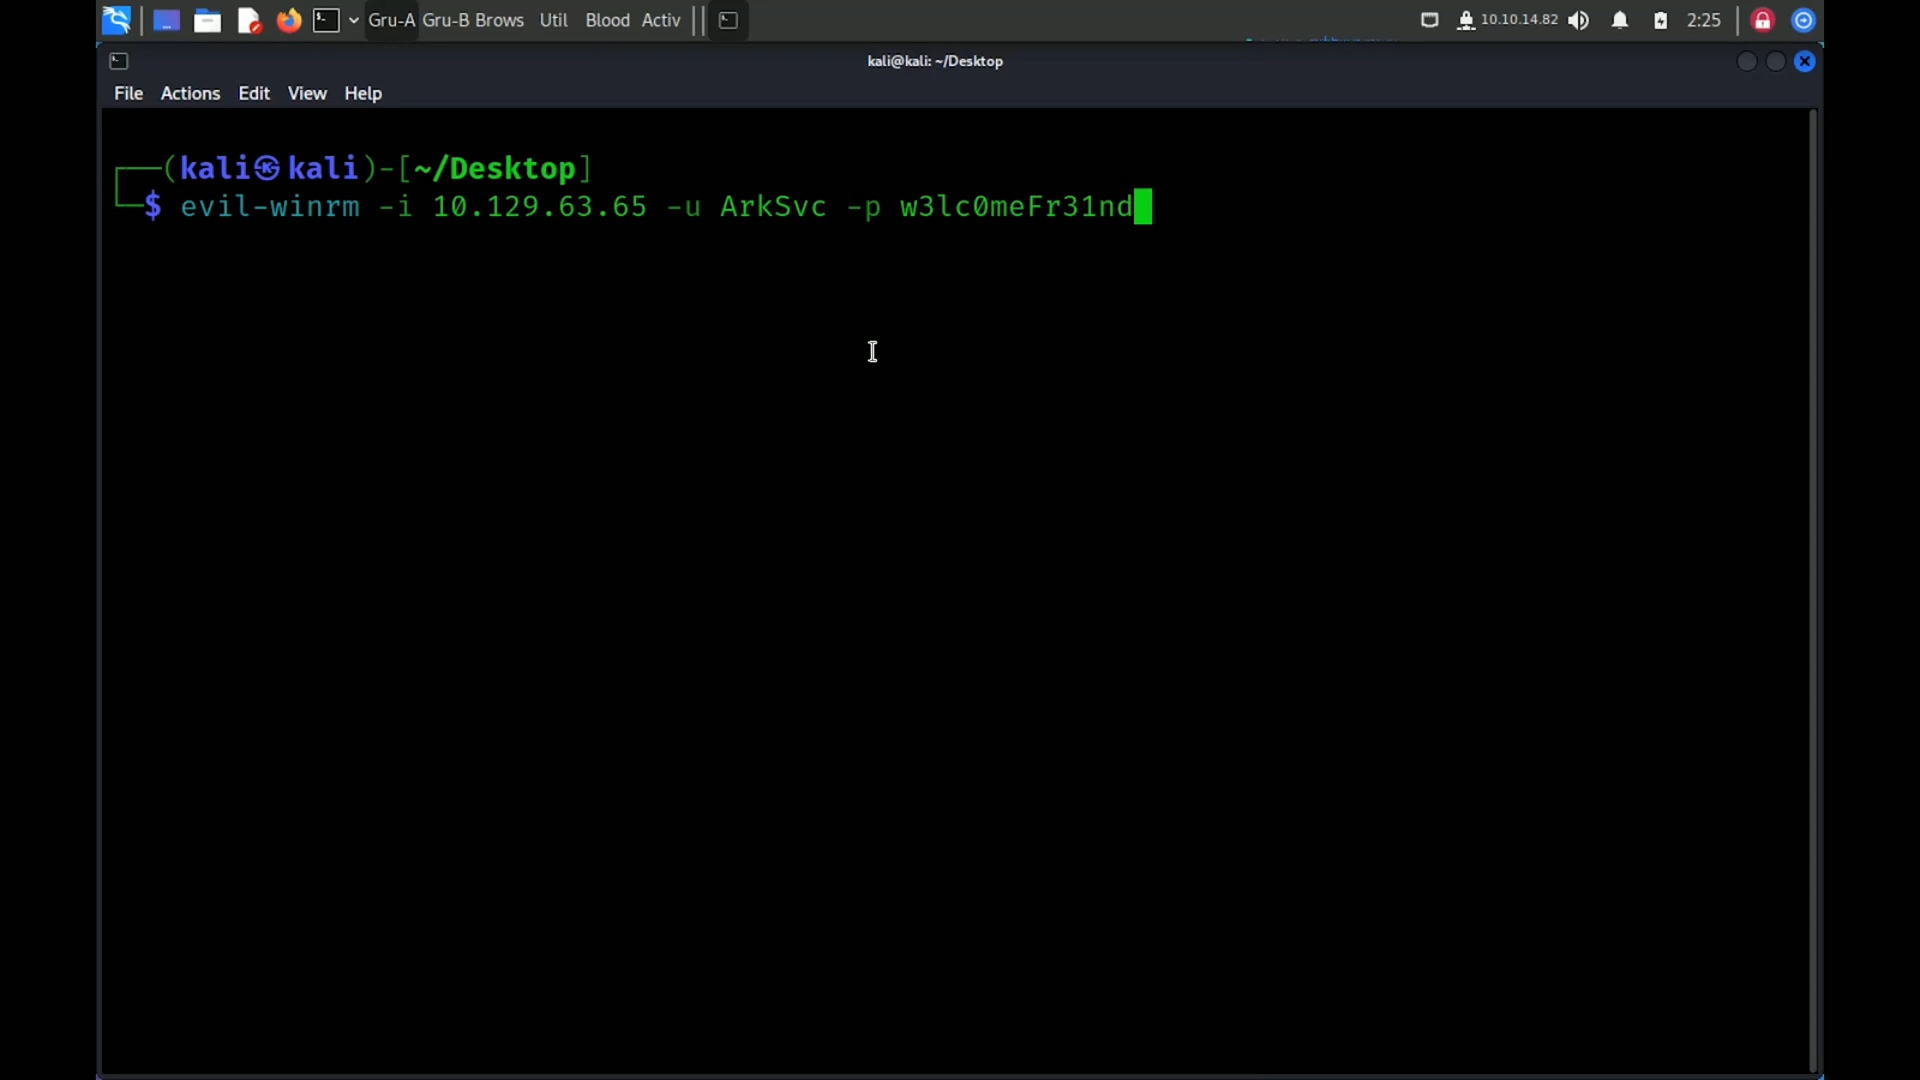 Gru-A Gru-B Brows Util Blood Activ 10.10.14.82 2:25
kali@kali: ~/Desktop
File Actions Edit View Help
(kali㉿kali)-[~/Desktop]
$ evil-winrm -i 10.129.63.65 -u ArkSvc -p w3lc0meFr31nd